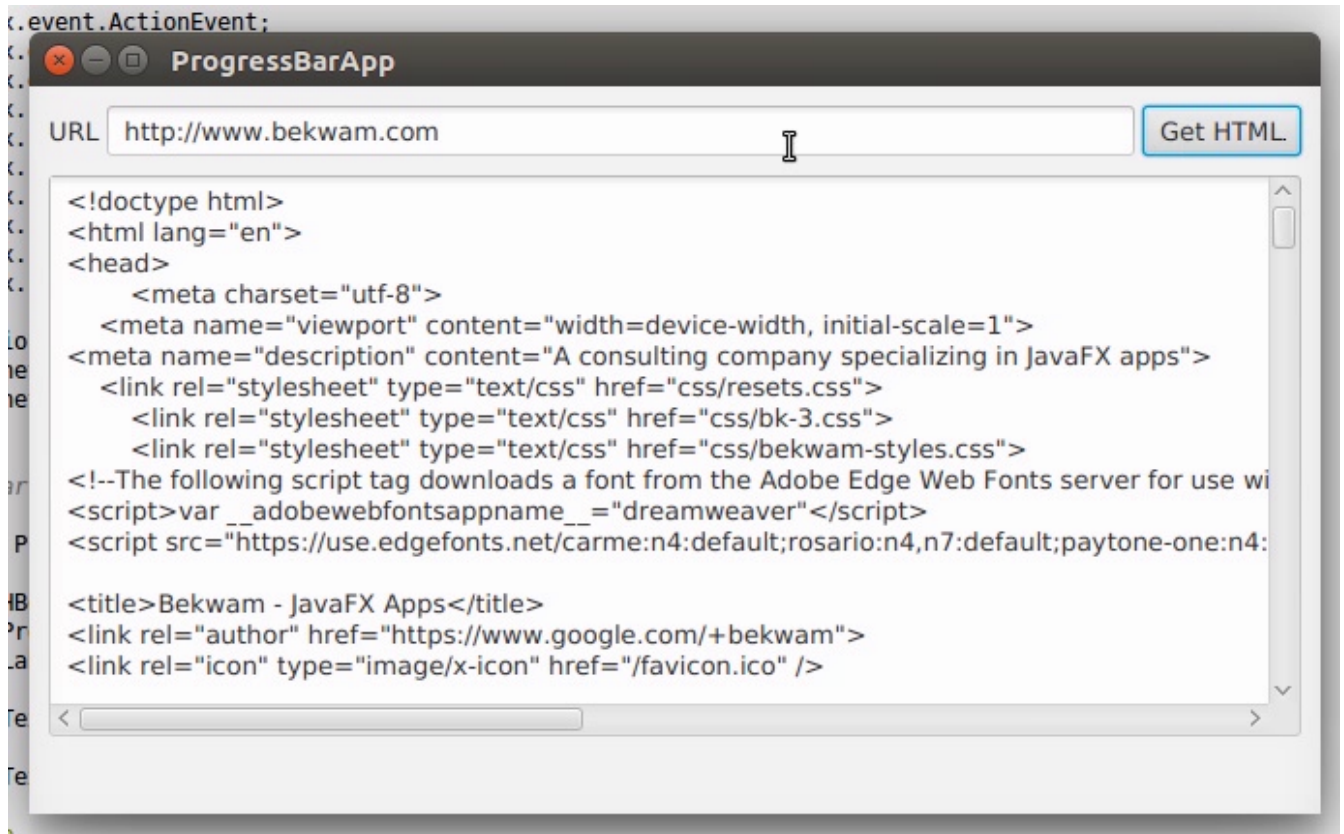 x.event.ActionEvent;
ProgressBarApp
URL http://www.bekwam.com Get HTML
<!doctype html>
<html lang="en">
<head>
<meta charset="utf-8">
<meta name="viewport" content="width=device-width, initial-scale=1">
<meta name="description" content="A consulting company specializing in JavaFX apps">
<link rel="stylesheet" type="text/css" href="css/resets.css">
<link rel="stylesheet" type="text/css" href="css/bk-3.css">
<link rel="stylesheet" type="text/css" href="css/bekwam-styles.css">
<!--The following script tag downloads a font from the Adobe Edge Web Fonts server for use wi
<script>var __adobewebfontsappname__="dreamweaver"</script>
<script src="https://use.edgefonts.net/carme:n4:default;rosario:n4,n7:default;paytone-one:n4:
<title>Bekwam - JavaFX Apps</title>
<link rel="author" href="https://www.google.com/+bekwam">
<link rel="icon" type="image/x-icon" href="/favicon.ico" />